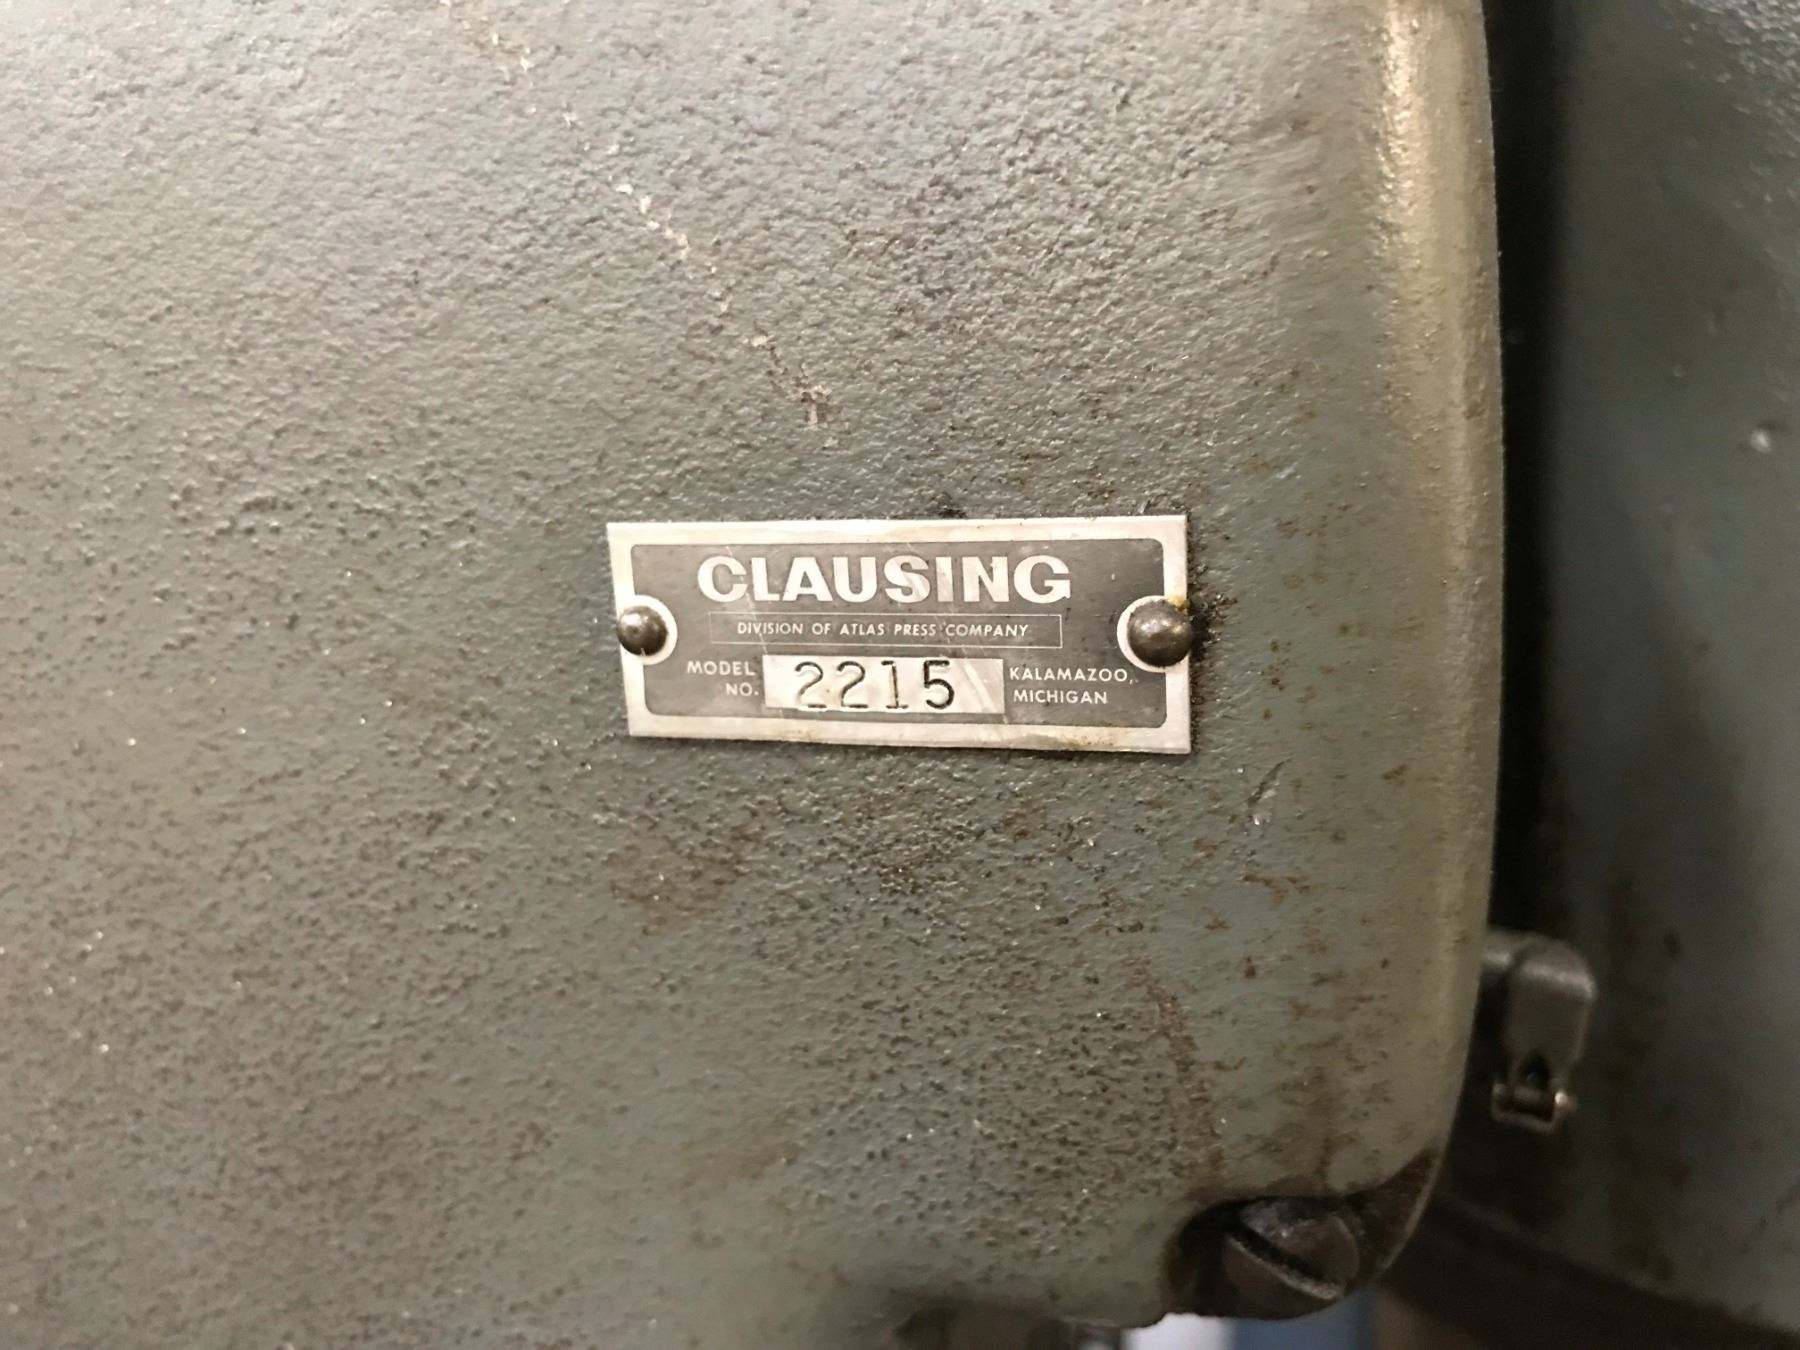 CLAUSING
DIVISION OF ATLAS PRESS COMPANY
MODEL NO. 2215
KALAMAZOO, MICHIGAN